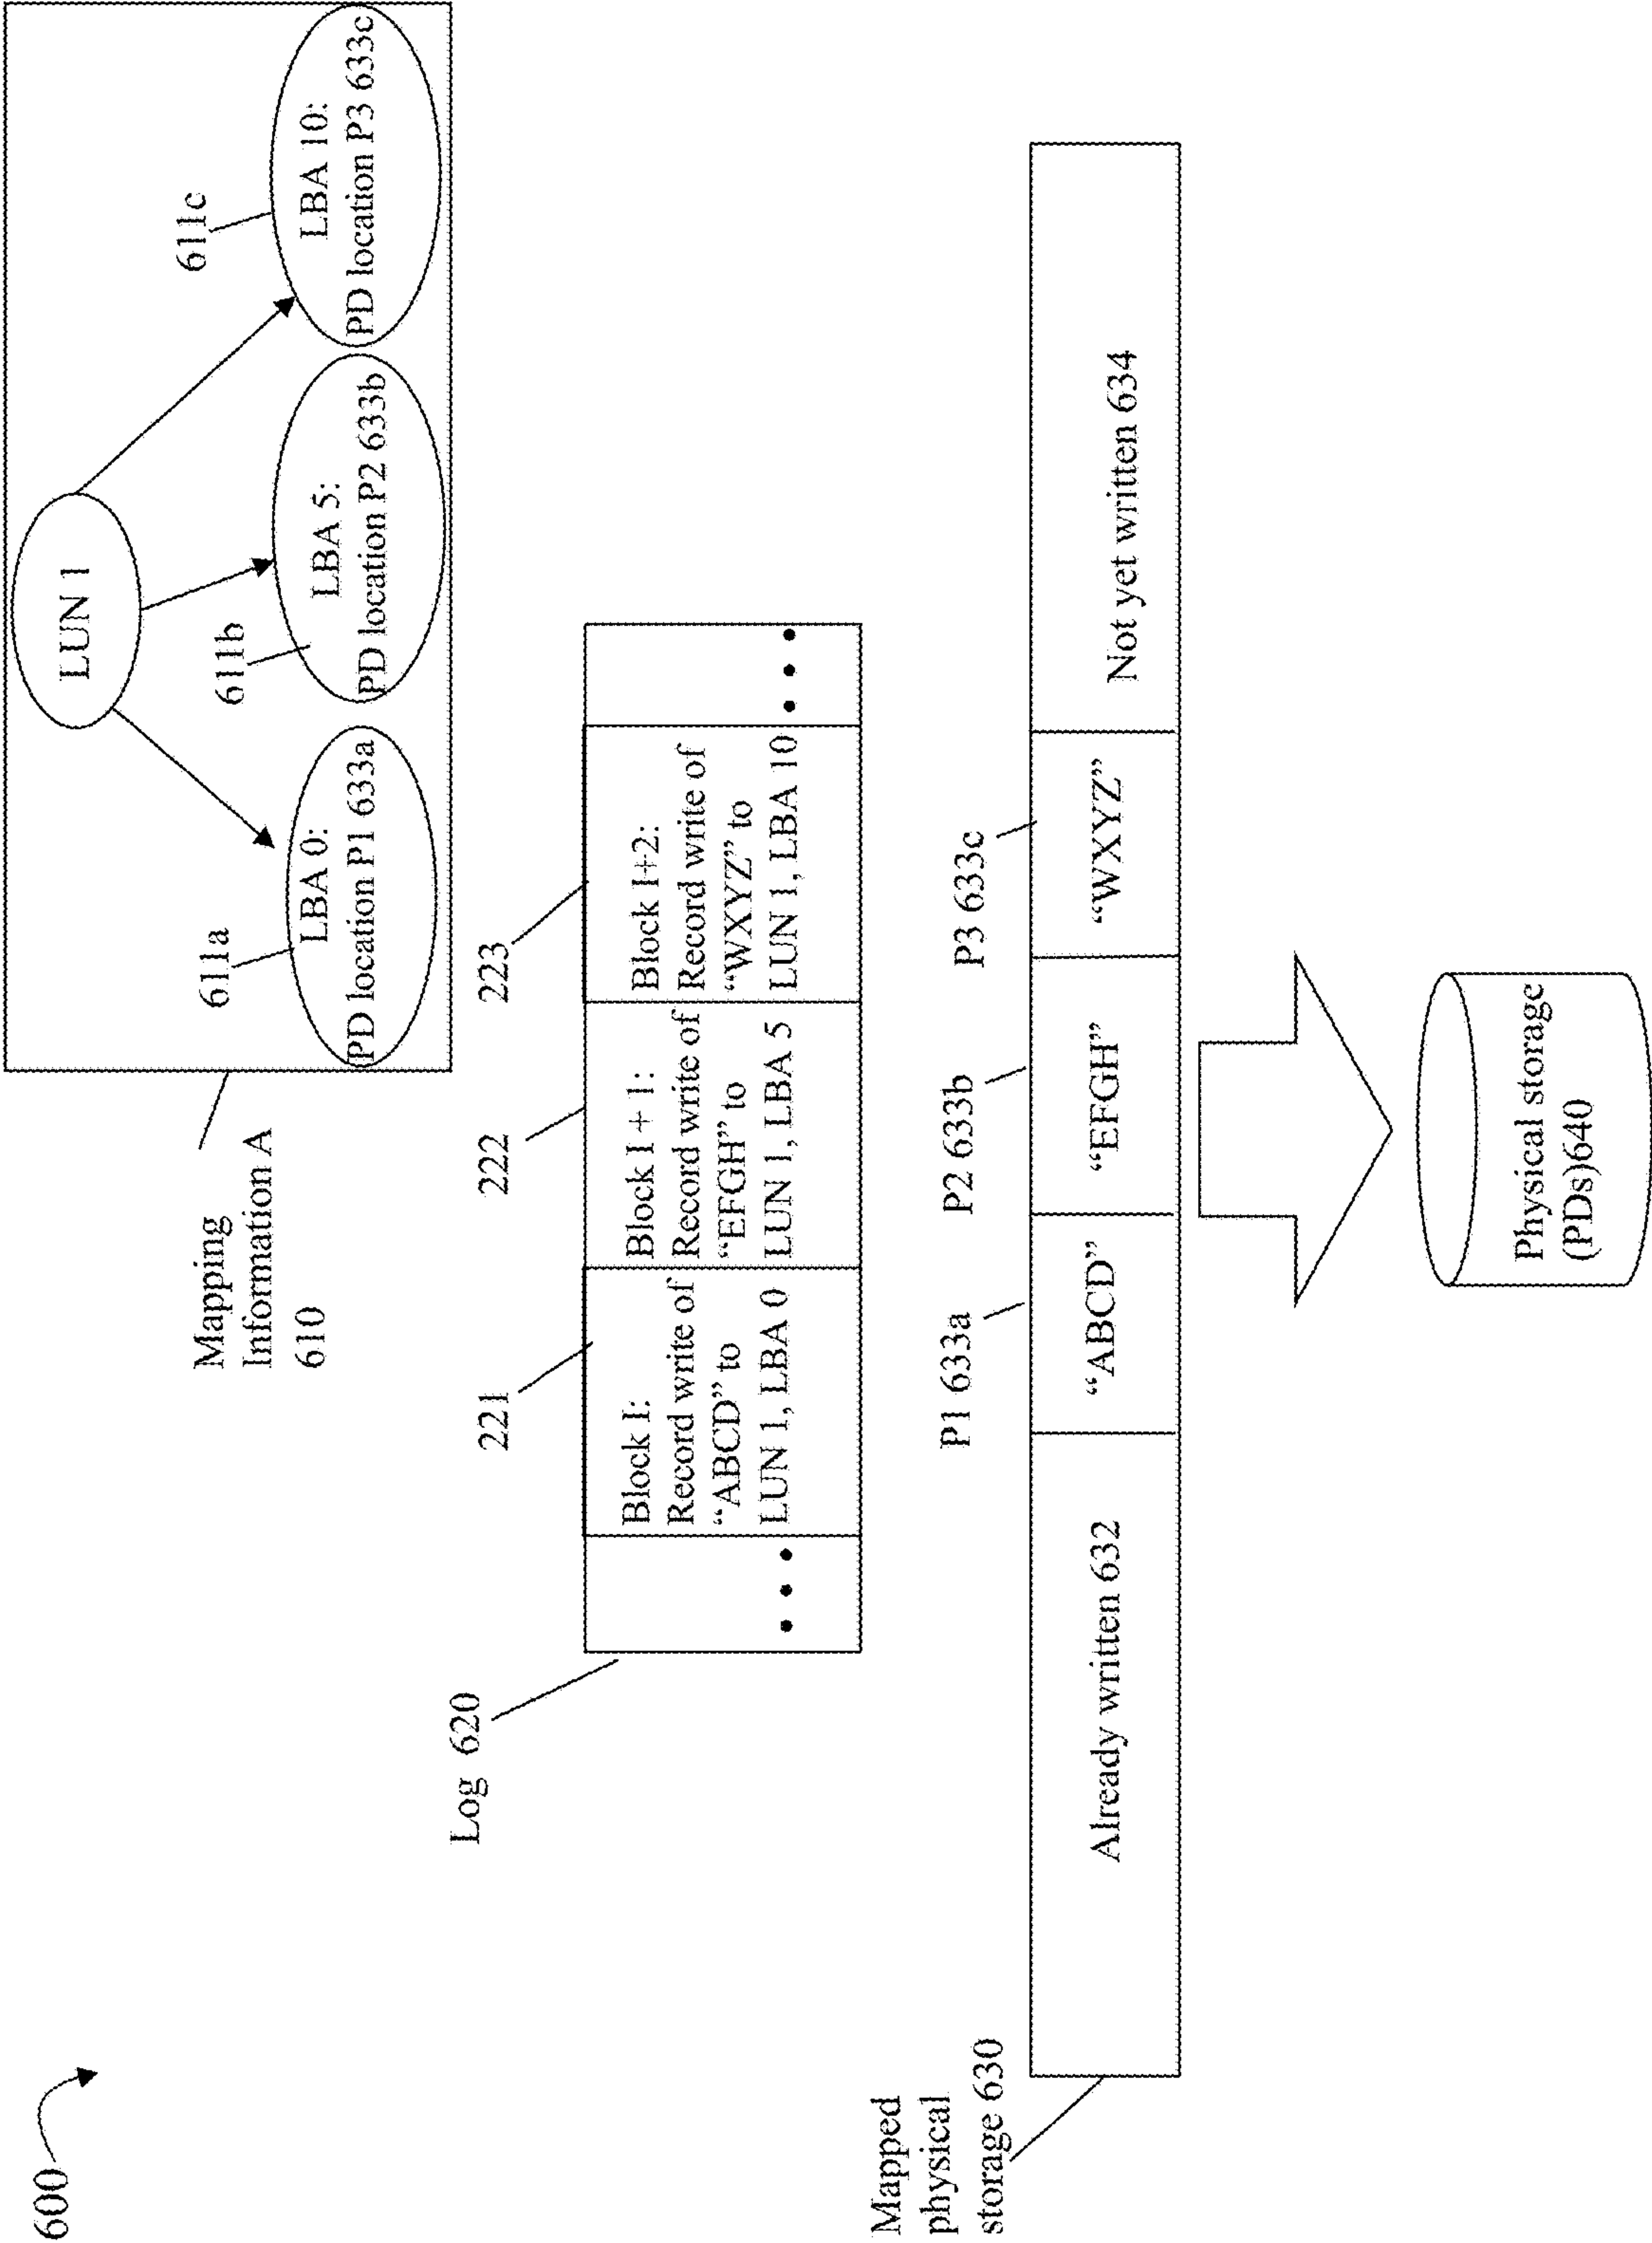 600
LUN 1
611a
611b
611c
LBA 0:
PD location P1 633a
LBA 5:
PD location P2 633b
LBA 10:
PD location P3 633c
Mapping
Information A
610
Log 620
221
222
223
Block I:
Record write of
“ABCD” to
LUN 1, LBA 0
Block I + 1:
Record write of
“EFGH” to
LUN 1, LBA 5
Block I+2:
Record write of
“WXYZ” to
LUN 1, LBA 10
Mapped
physical
storage 630
P1 633a
P2 633b
P3 633c
Already written 632
“ABCD”
“EFGH”
“WXYZ”
Not yet written 634
Physical storage
(PDs)640